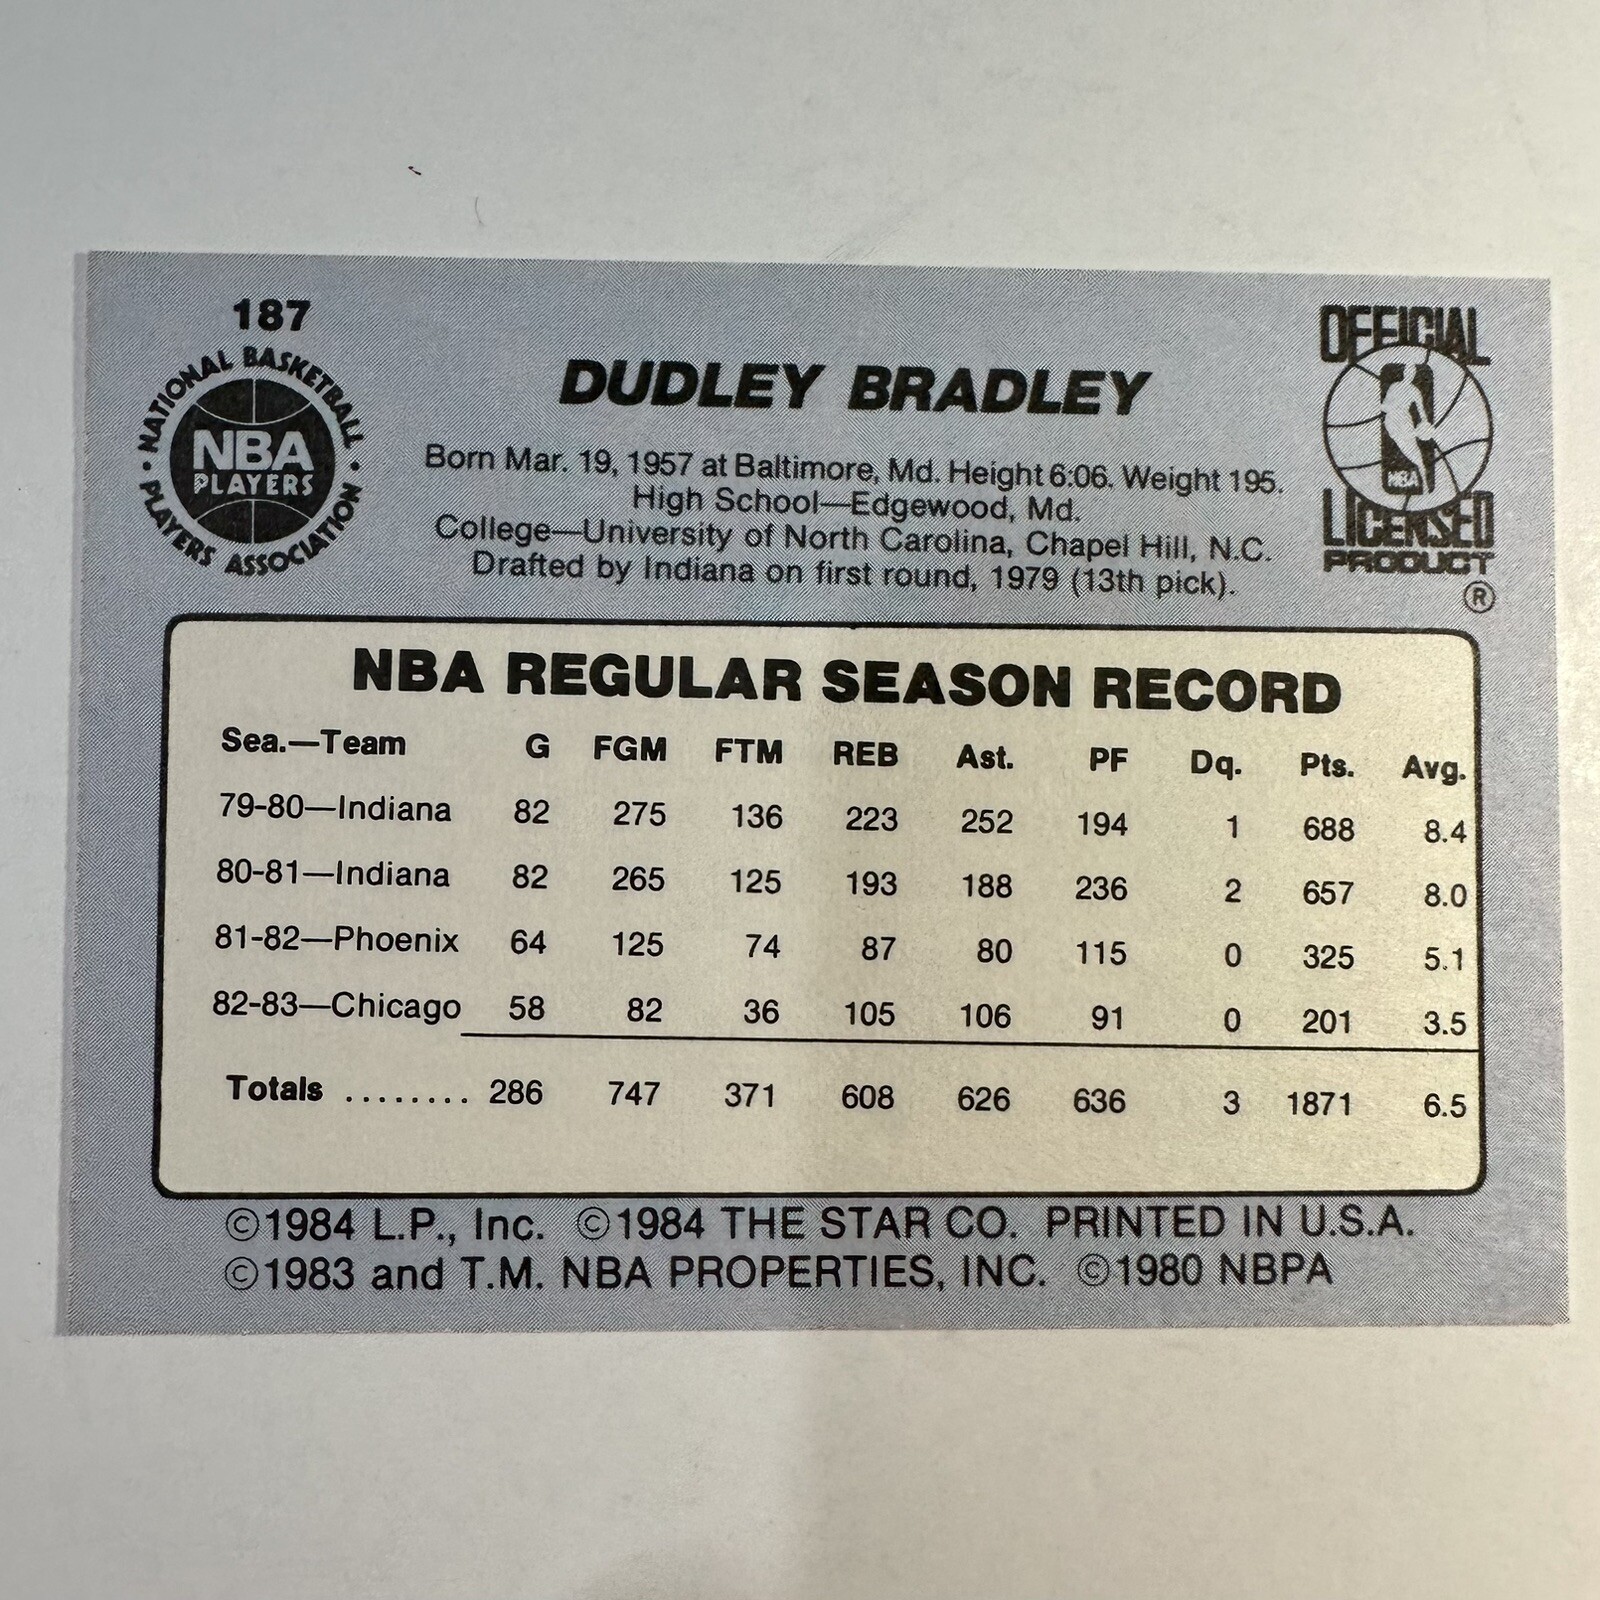 187
NATIONAL BASKETBALL
NBA
PLAYERS
PLAYERS ASSOCIATION
DUDLEY BRADLEY
Born Mar. 19, 1957 at Baltimore, Md. Height 6:06. Weight 195.
High School—Edgewood, Md.
College—University of North Carolina, Chapel Hill, N.C.
Drafted by Indiana on first round, 1979 (13th pick).
OFFICIAL
NBA
LICENSED
PRODUCT
®
NBA REGULAR SEASON RECORD
Sea.—Team G FGM FTM REB Ast. PF Dq. Pts. Avg.
79-80—Indiana 82 275 136 223 252 194 1 688 8.4
80-81—Indiana 82 265 125 193 188 236 2 657 8.0
81-82—Phoenix 64 125 74 87 80 115 0 325 5.1
82-83—Chicago 58 82 36 105 106 91 0 201 3.5
Totals ........ 286 747 371 608 626 636 3 1871 6.5
©1984 L.P., Inc. ©1984 THE STAR CO. PRINTED IN U.S.A.
©1983 and T.M. NBA PROPERTIES, INC. ©1980 NBPA